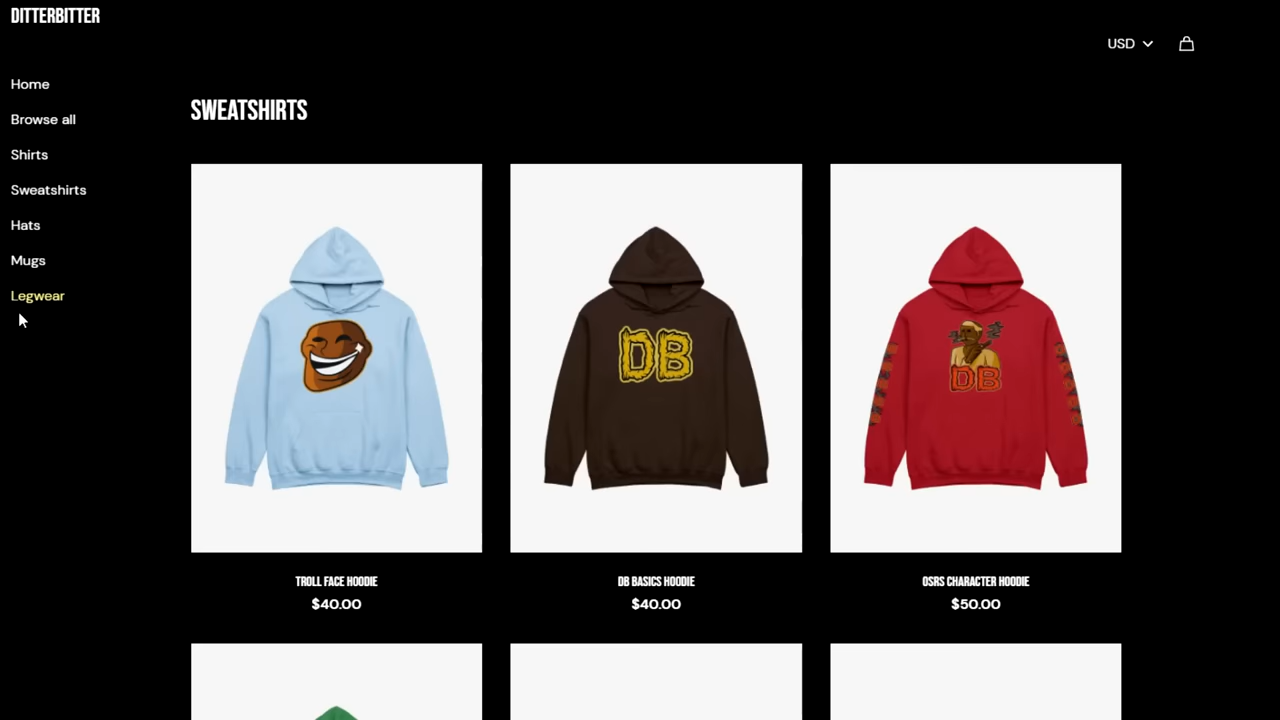 DITTERBITTER
USD
Home
Browse all
Shirts
Sweatshirts
Hats
Mugs
Legwear
SWEATSHIRTS
DB
DB
TROLL FACE HOODIE
$40.00
DB BASICS HOODIE
$40.00
OSRS CHARACTER HOODIE
$50.00